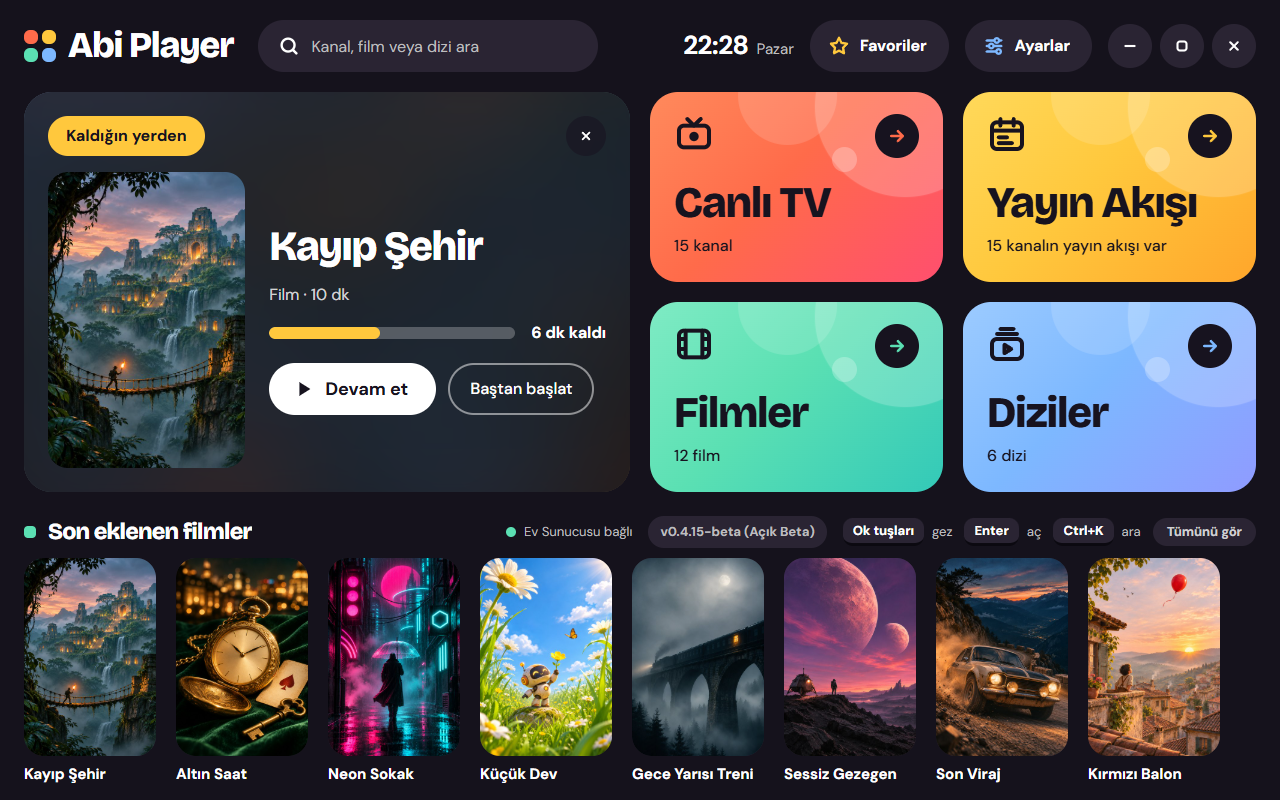 Abi Player
Kanal, film veya dizi ara
22:28 Pazar
Favoriler
Ayarlar
Kaldığın yerden
Kayıp Şehir
Film · 10 dk
6 dk kaldı
Devam et
Baştan başlat
Canlı TV
15 kanal
Yayın Akışı
15 kanalın yayın akışı var
Filmler
12 film
Diziler
6 dizi
Son eklenen filmler
Ev Sunucusu bağlı
v0.4.15-beta (Açık Beta)
Ok tuşları gez Enter aç Ctrl+K ara
Tümünü gör
Kayıp Şehir
Altın Saat
Neon Sokak
Küçük Dev
Gece Yarısı Treni
Sessiz Gezegen
Son Viraj
Kırmızı Balon